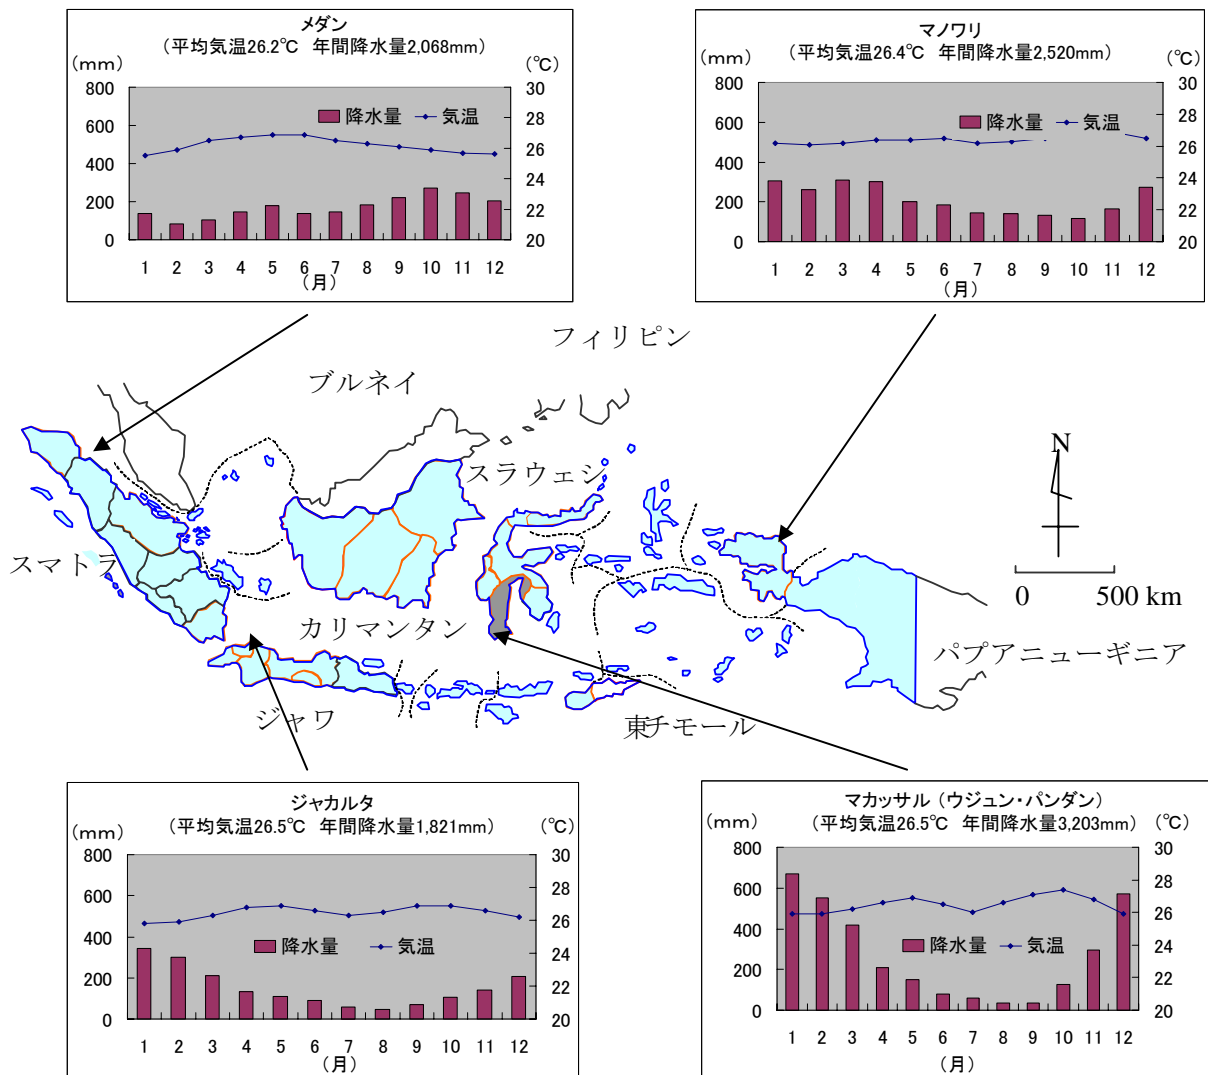 メダン
(平均気温26.2℃ 年間降水量2,068mm)
(mm)
(℃)
800
600
400
200
0
30
28
26
24
22
20
降水量
気温
1 2 3 4 5 6 7 8 9 10 11 12
(月)
マノワリ
(平均気温26.4℃ 年間降水量2,520mm)
(mm)
(℃)
800
600
400
200
0
30
28
26
24
22
20
降水量
気温
1 2 3 4 5 6 7 8 9 10 11 12
(月)
フィリピン
ブルネイ
スラウェシ
スマトラ
カリマンタン
ジャワ
東チモール
パプアニューギニア
N
0 500 km
ジャカルタ
(平均気温26.5℃ 年間降水量1,821mm)
(mm)
(℃)
800
600
400
200
0
30
28
26
24
22
20
降水量
気温
1 2 3 4 5 6 7 8 9 10 11 12
(月)
マカッサル (ウジュン・パンダン)
(平均気温26.5℃ 年間降水量3,203mm)
(mm)
(℃)
800
600
400
200
0
30
28
26
24
22
20
降水量
気温
1 2 3 4 5 6 7 8 9 10 11 12
(月)